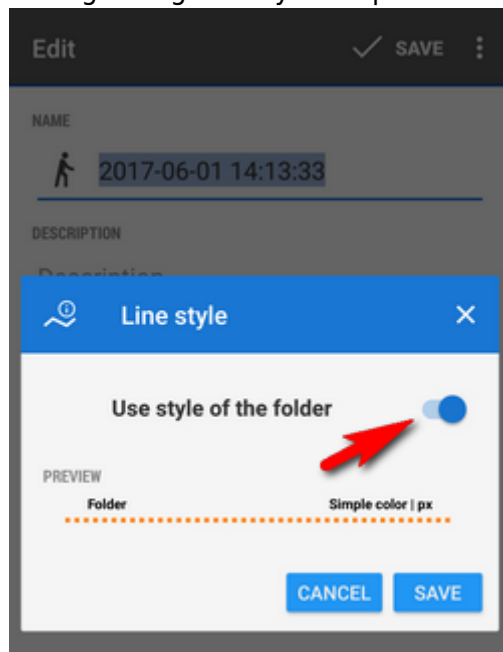 Edit
SAVE
NAME
2017-06-01 14:13:33
DESCRIPTION
Description
Line style
Use style of the folder
PREVIEW
Folder Simple color | px
CANCEL SAVE